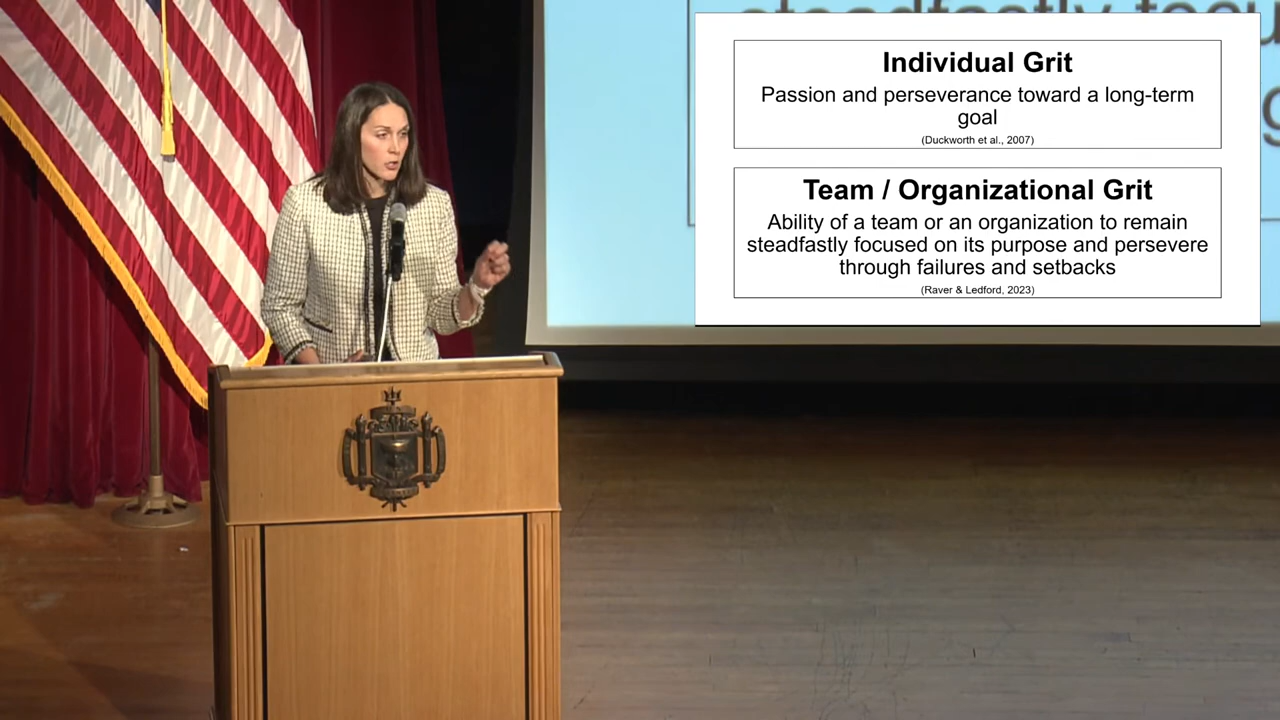 steadfastly focu
Individual Grit
Passion and perseverance toward a long-term
goal
(Duckworth et al., 2007)
Team / Organizational Grit
Ability of a team or an organization to remain
steadfastly focused on its purpose and persevere
through failures and setbacks
(Raver & Ledford, 2023)